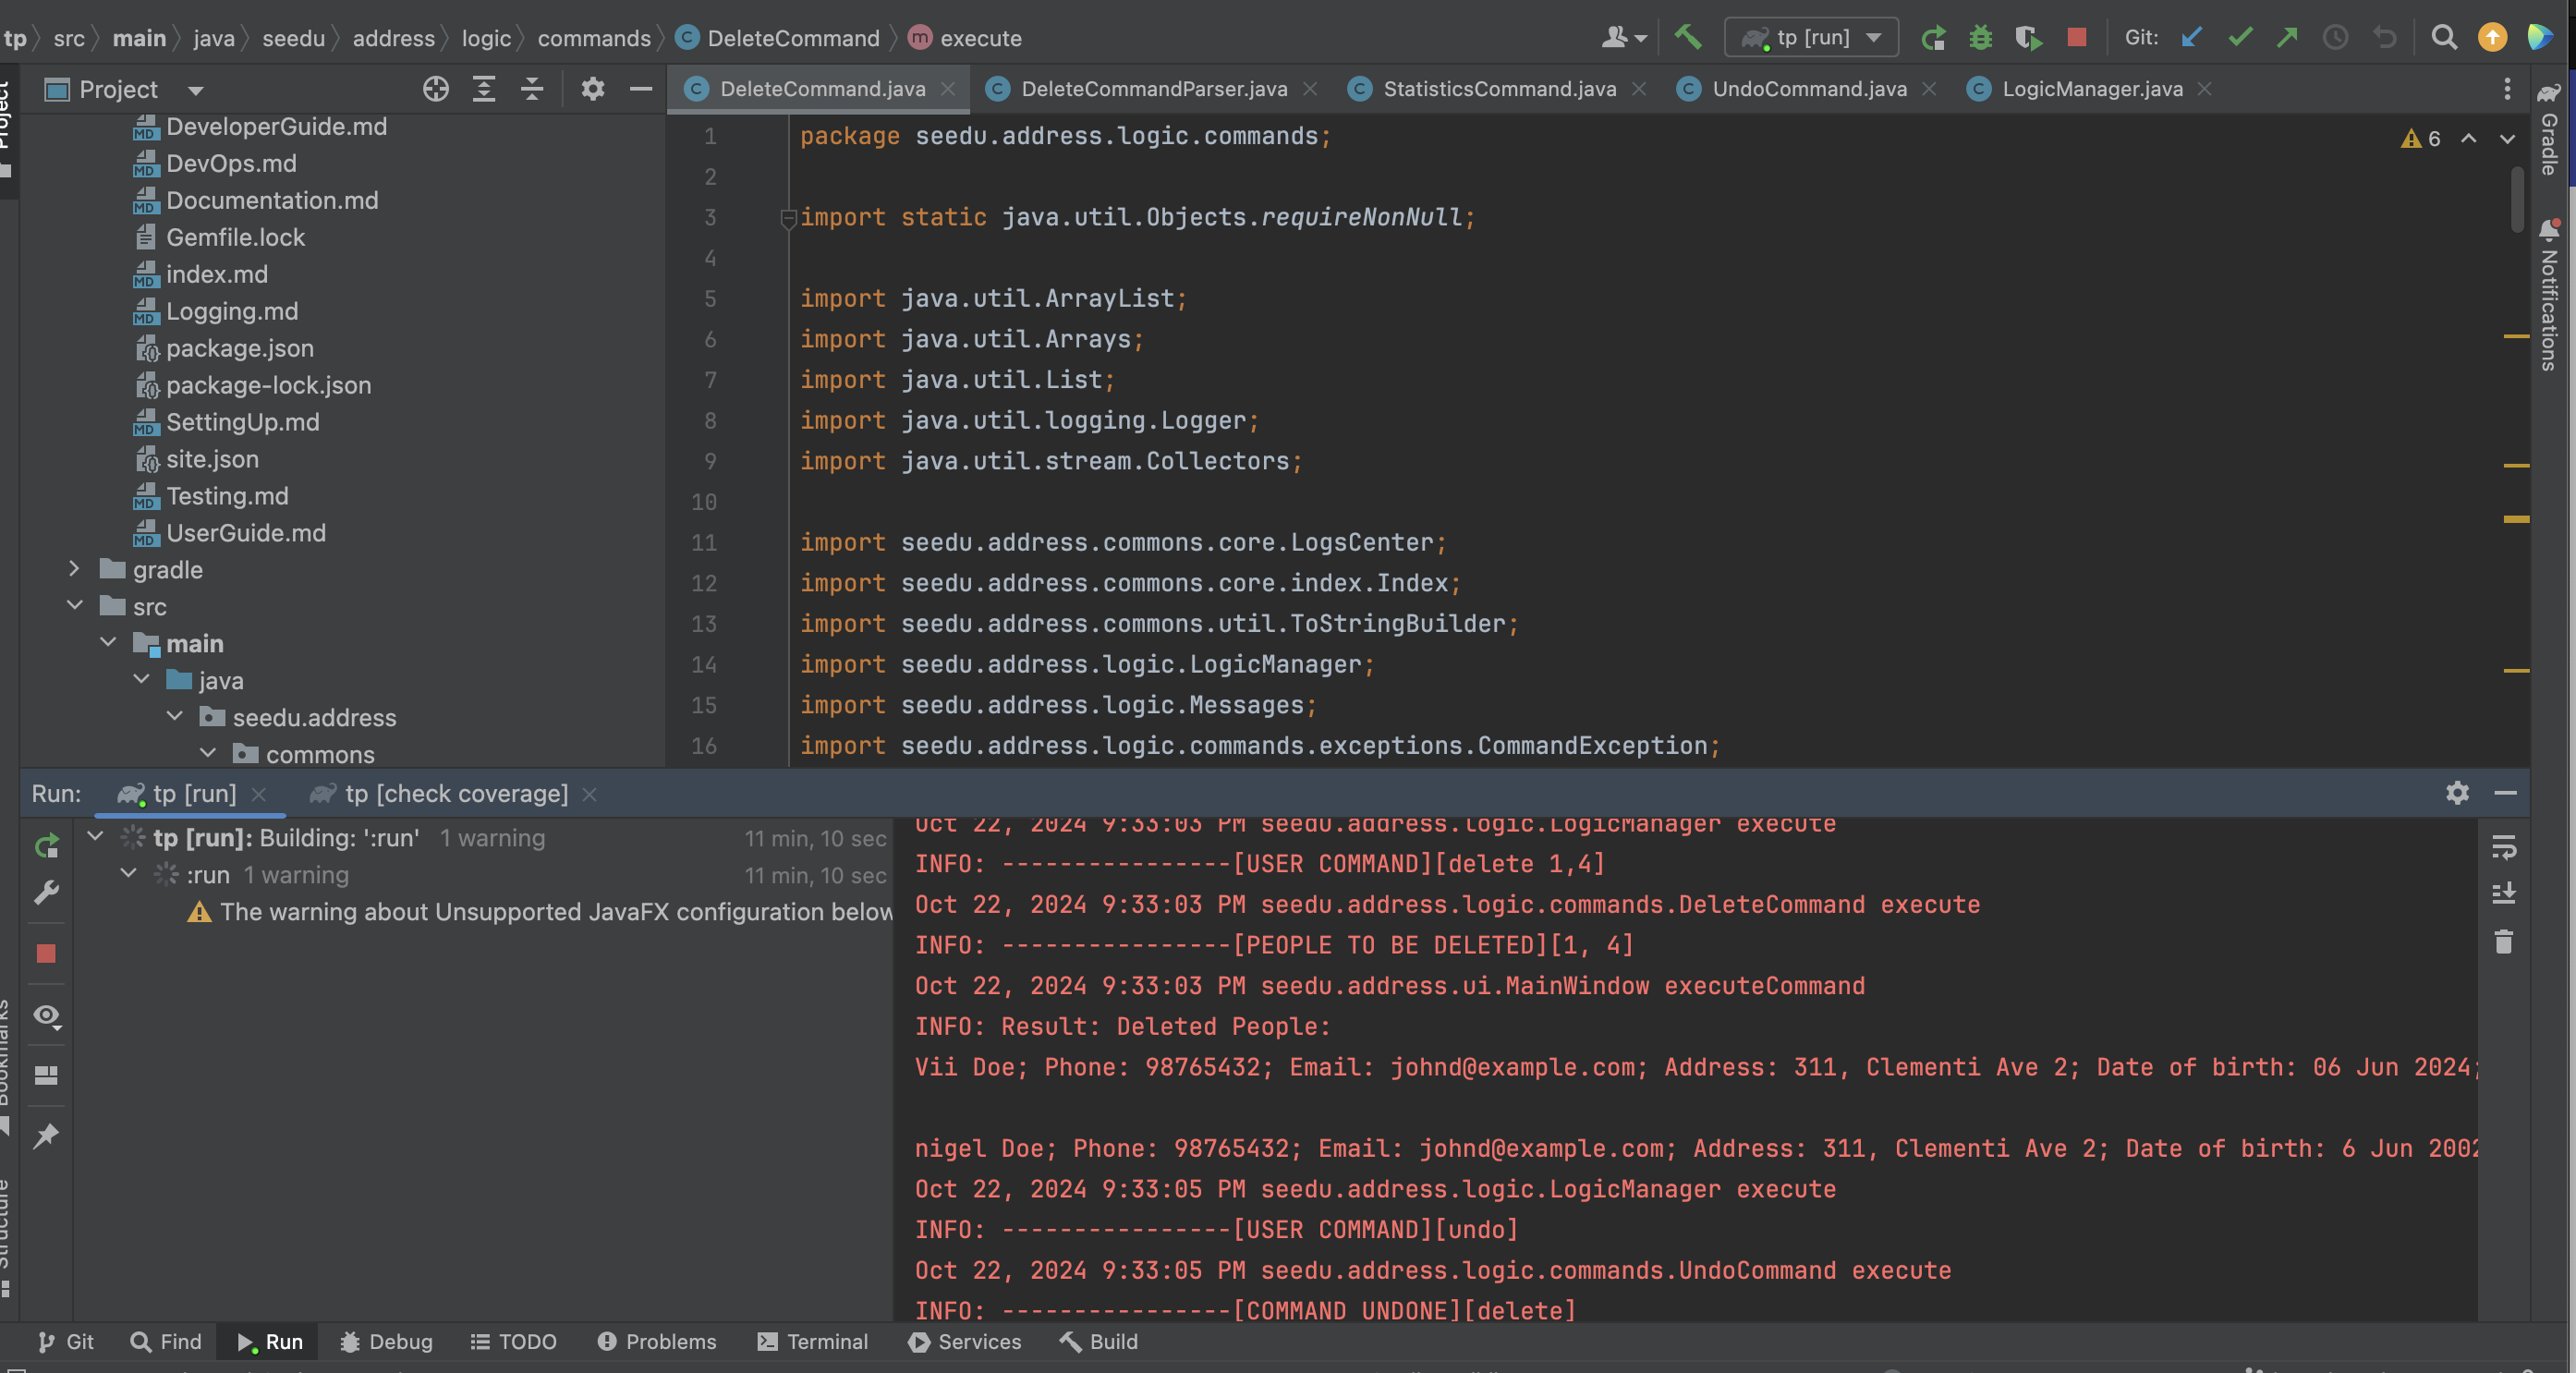 tp src main java seedu address logic commands DeleteCommand execute
tp [run]
Git:
Project
DeleteCommand.java DeleteCommandParser.java StatisticsCommand.java UndoCommand.java LogicManager.java
Project
Gradle
Notifications
DeveloperGuide.md
DevOps.md
Documentation.md
Gemfile.lock
index.md
Logging.md
package.json
package-lock.json
SettingUp.md
site.json
Testing.md
UserGuide.md
gradle
src
main
java
seedu.address
commons
6
1 package seedu.address.logic.commands;
2
3 import static java.util.Objects.requireNonNull;
4
5 import java.util.ArrayList;
6 import java.util.Arrays;
7 import java.util.List;
8 import java.util.logging.Logger;
9 import java.util.stream.Collectors;
10
11 import seedu.address.commons.core.LogsCenter;
12 import seedu.address.commons.core.index.Index;
13 import seedu.address.commons.util.ToStringBuilder;
14 import seedu.address.logic.LogicManager;
15 import seedu.address.logic.Messages;
16 import seedu.address.logic.commands.exceptions.CommandException;
Run: tp [run] tp [check coverage]
tp [run]: Building: ':run' 1 warning 11 min, 10 sec
:run 1 warning 11 min, 10 sec
The warning about Unsupported JavaFX configuration below
Oct 22, 2024 9:33:03 PM seedu.address.logic.LogicManager execute
INFO: ----------------[USER COMMAND][delete 1,4]
Oct 22, 2024 9:33:03 PM seedu.address.logic.commands.DeleteCommand execute
INFO: ----------------[PEOPLE TO BE DELETED][1, 4]
Oct 22, 2024 9:33:03 PM seedu.address.ui.MainWindow executeCommand
INFO: Result: Deleted People:
Vii Doe; Phone: 98765432; Email: johnd@example.com; Address: 311, Clementi Ave 2; Date of birth: 06 Jun 2024;
nigel Doe; Phone: 98765432; Email: johnd@example.com; Address: 311, Clementi Ave 2; Date of birth: 6 Jun 2002
Oct 22, 2024 9:33:05 PM seedu.address.logic.LogicManager execute
INFO: ----------------[USER COMMAND][undo]
Oct 22, 2024 9:33:05 PM seedu.address.logic.commands.UndoCommand execute
INFO: ----------------[COMMAND UNDONE][delete]
Bookmarks
Structure
Git Find Run Debug TODO Problems Terminal Services Build